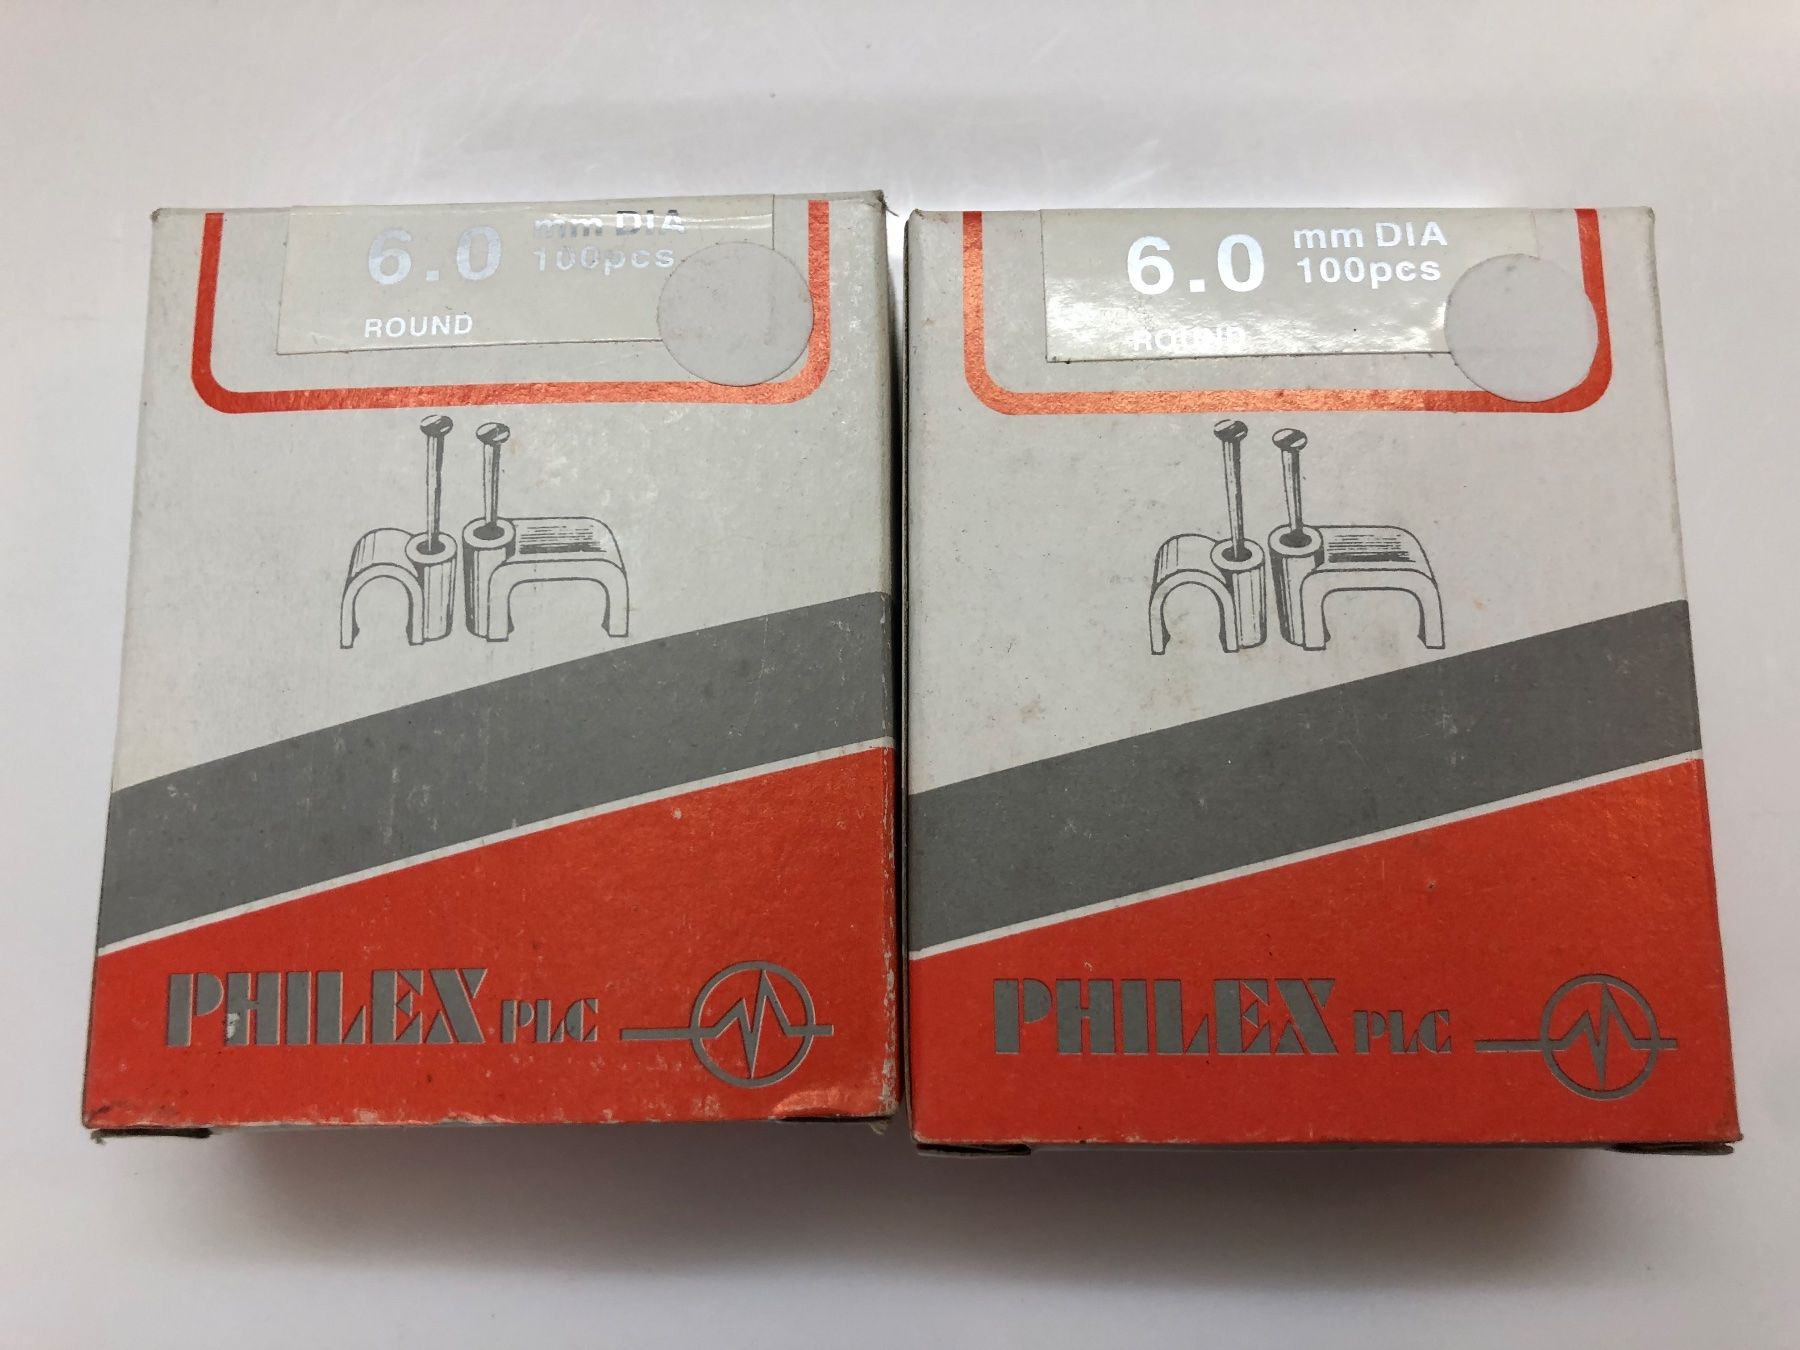 6.0 mm DIA
100pcs
ROUND
PHILEX PLC
6.0 mm DIA
100pcs
ROUND
PHILEX PLC